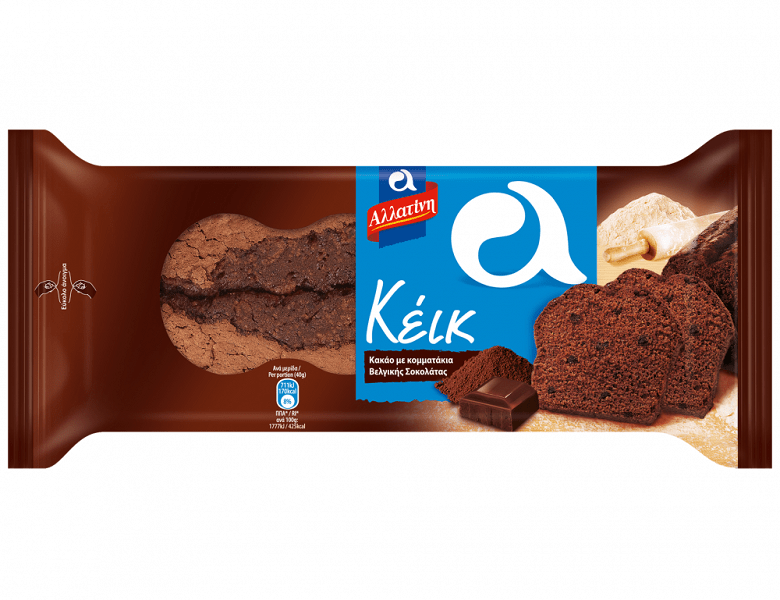 Εύκολο άνοιγμα
Αλλατίνη
Κέικ
Κακάο με κομματάκια
Βελγικής Σοκολάτας
Ανά μερίδα /
Per portion (40g)
711kJ
170kcal
8%
ΠΠΑ* / RI*
ανά 100g:
1777kJ / 425kcal